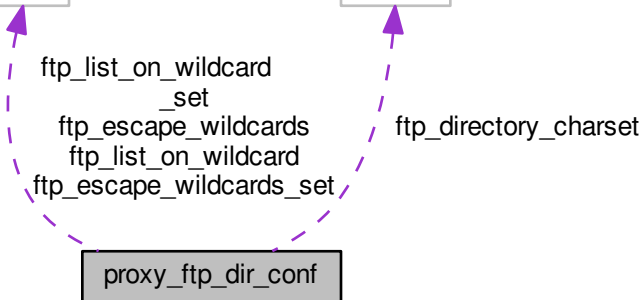 ftp_list_on_wildcard
_set
ftp_escape_wildcards
ftp_list_on_wildcard
ftp_escape_wildcards_set
ftp_directory_charset
proxy_ftp_dir_conf